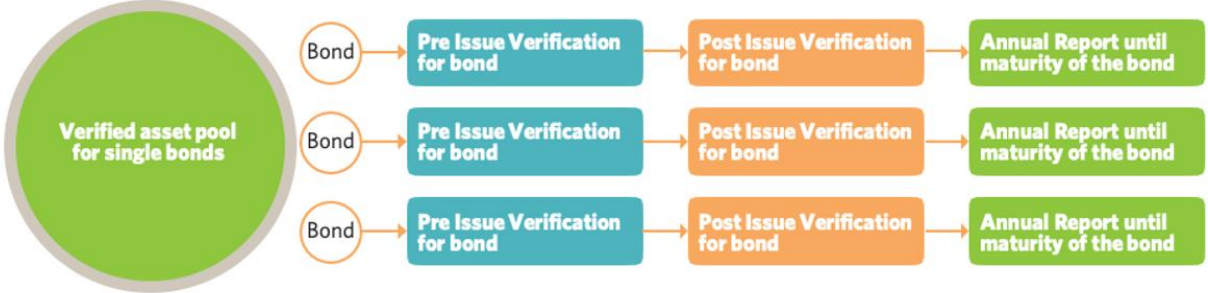 Verified asset pool
for single bonds
Bond
Pre Issue Verification
for bond
Post Issue Verification
for bond
Annual Report until
maturity of the bond
Bond
Pre Issue Verification
for bond
Post Issue Verification
for bond
Annual Report until
maturity of the bond
Bond
Pre Issue Verification
for bond
Post Issue Verification
for bond
Annual Report until
maturity of the bond